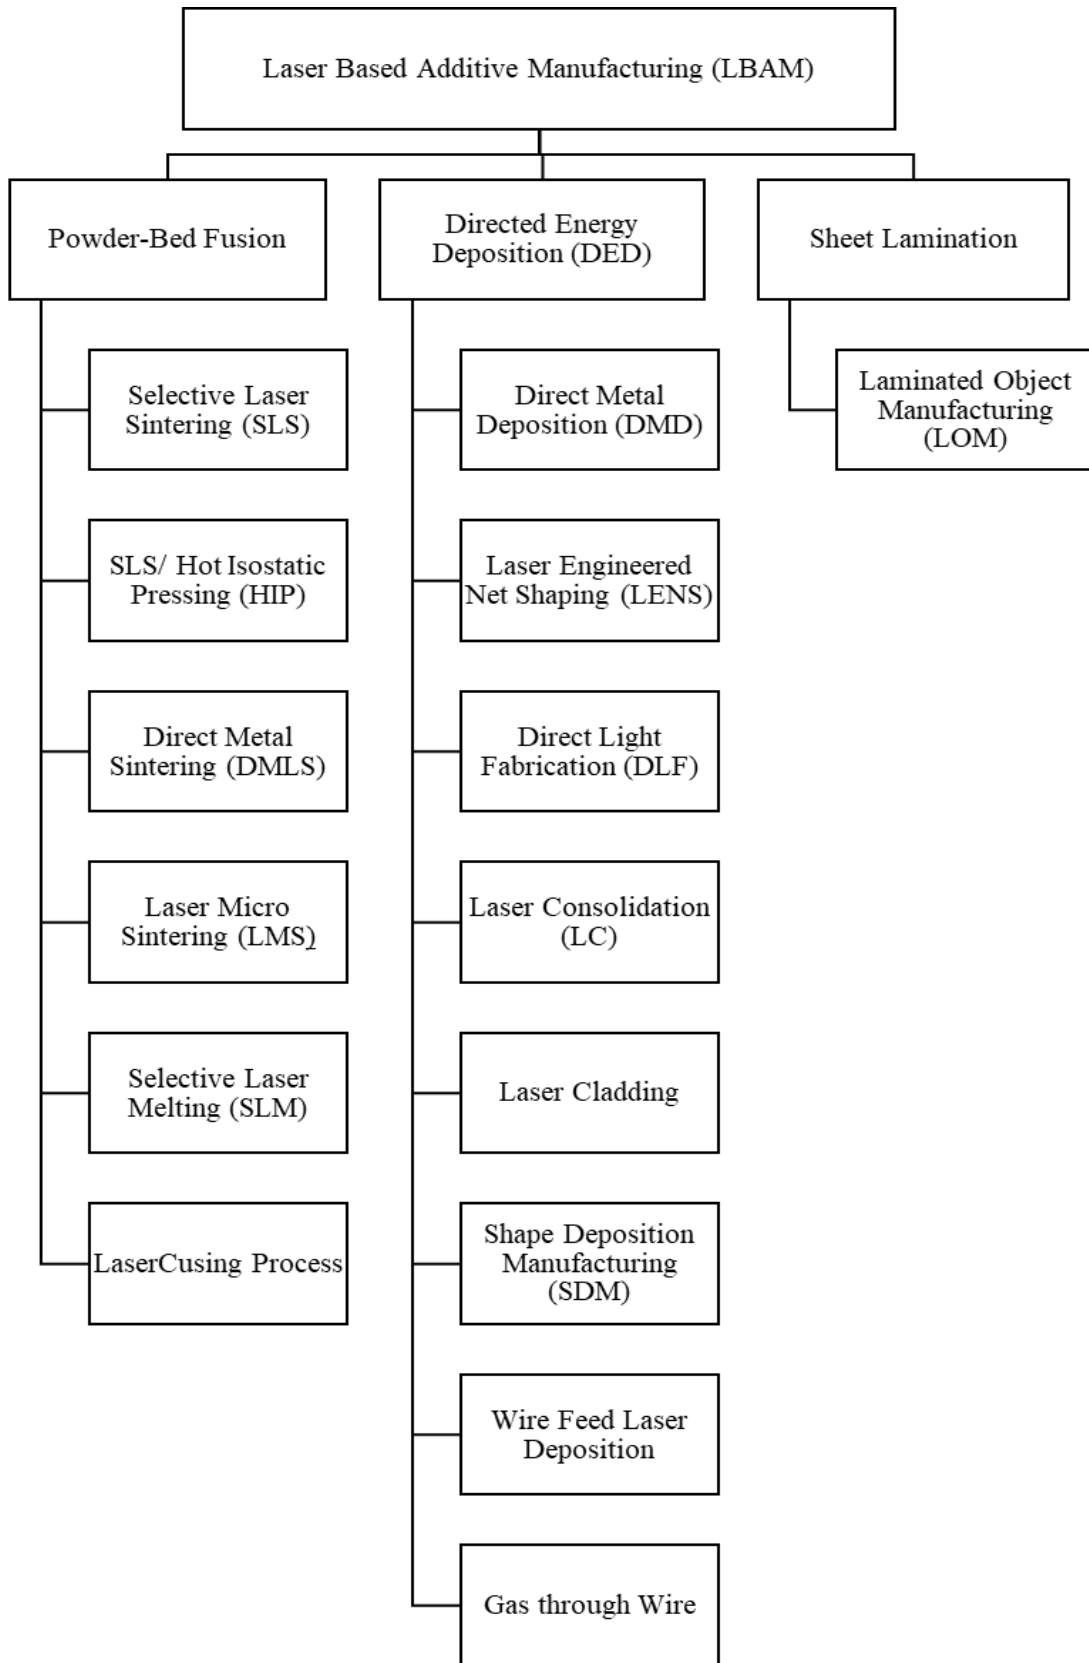 Laser Based Additive Manufacturing (LBAM)
Powder-Bed Fusion
Selective Laser
Sintering (SLS)
SLS/ Hot Isostatic
Pressing (HIP)
Direct Metal
Sintering (DMLS)
Laser Micro
Sintering (LMS)
Selective Laser
Melting (SLM)
LaserCusing Process
Directed Energy
Deposition (DED)
Direct Metal
Deposition (DMD)
Laser Engineered
Net Shaping (LENS)
Direct Light
Fabrication (DLF)
Laser Consolidation
(LC)
Laser Cladding
Shape Deposition
Manufacturing
(SDM)
Wire Feed Laser
Deposition
Gas through Wire
Sheet Lamination
Laminated Object
Manufacturing
(LOM)